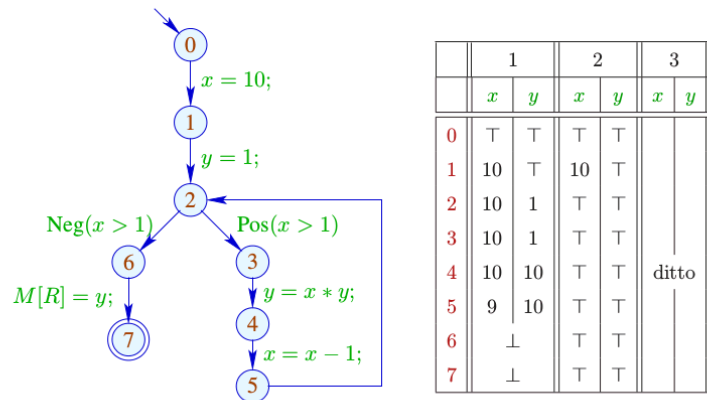 0
x = 10;
1
y = 1;
2
Neg(x > 1) Pos(x > 1)
6 3
M[R] = y; y = x ∗ y;
7 4
x = x − 1;
5
1 2 3
x y x y x y
0 ⊤ ⊤ ⊤ ⊤
1 10 ⊤ 10 ⊤
2 10 1 ⊤ ⊤
3 10 1 ⊤ ⊤
4 10 10 ⊤ ⊤ ditto
5 9 10 ⊤ ⊤
6 ⊥ ⊤ ⊤
7 ⊥ ⊤ ⊤